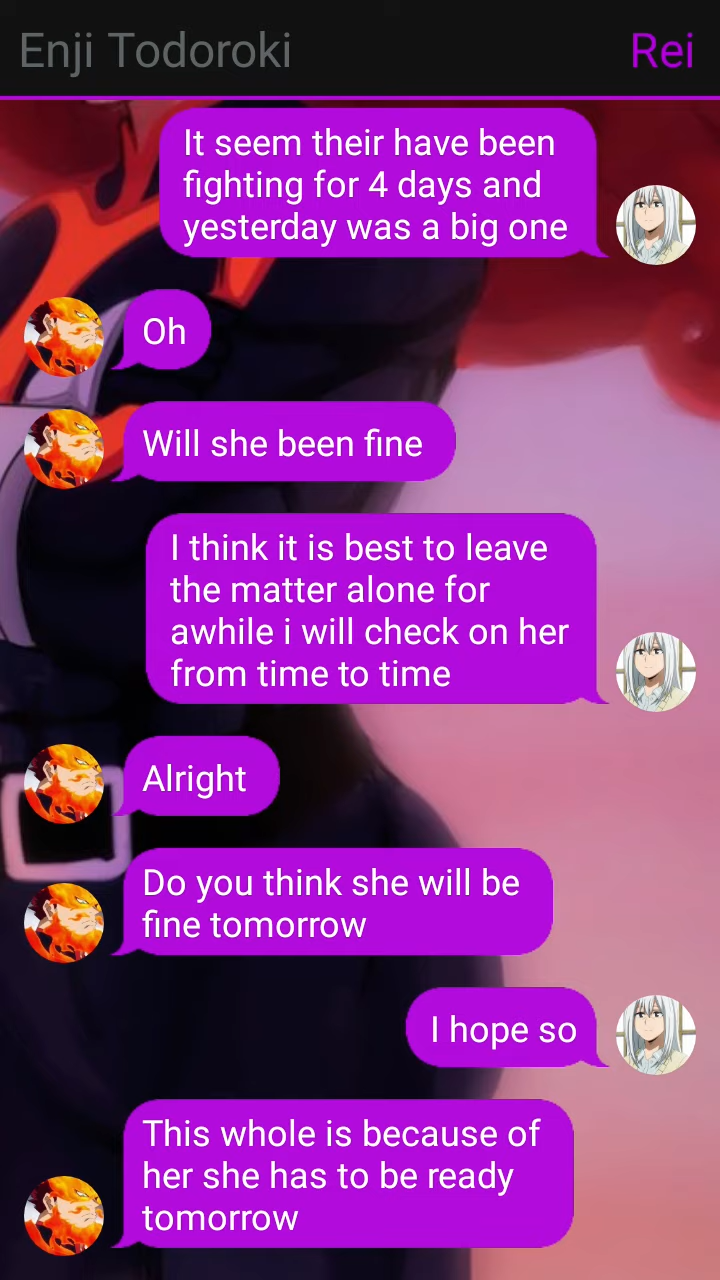 Enji Todoroki
Rei
It seem their have been
fighting for 4 days and
yesterday was a big one
Oh
Will she been fine
I think it is best to leave
the matter alone for
awhile i will check on her
from time to time
Alright
Do you think she will be
fine tomorrow
I hope so
This whole is because of
her she has to be ready
tomorrow